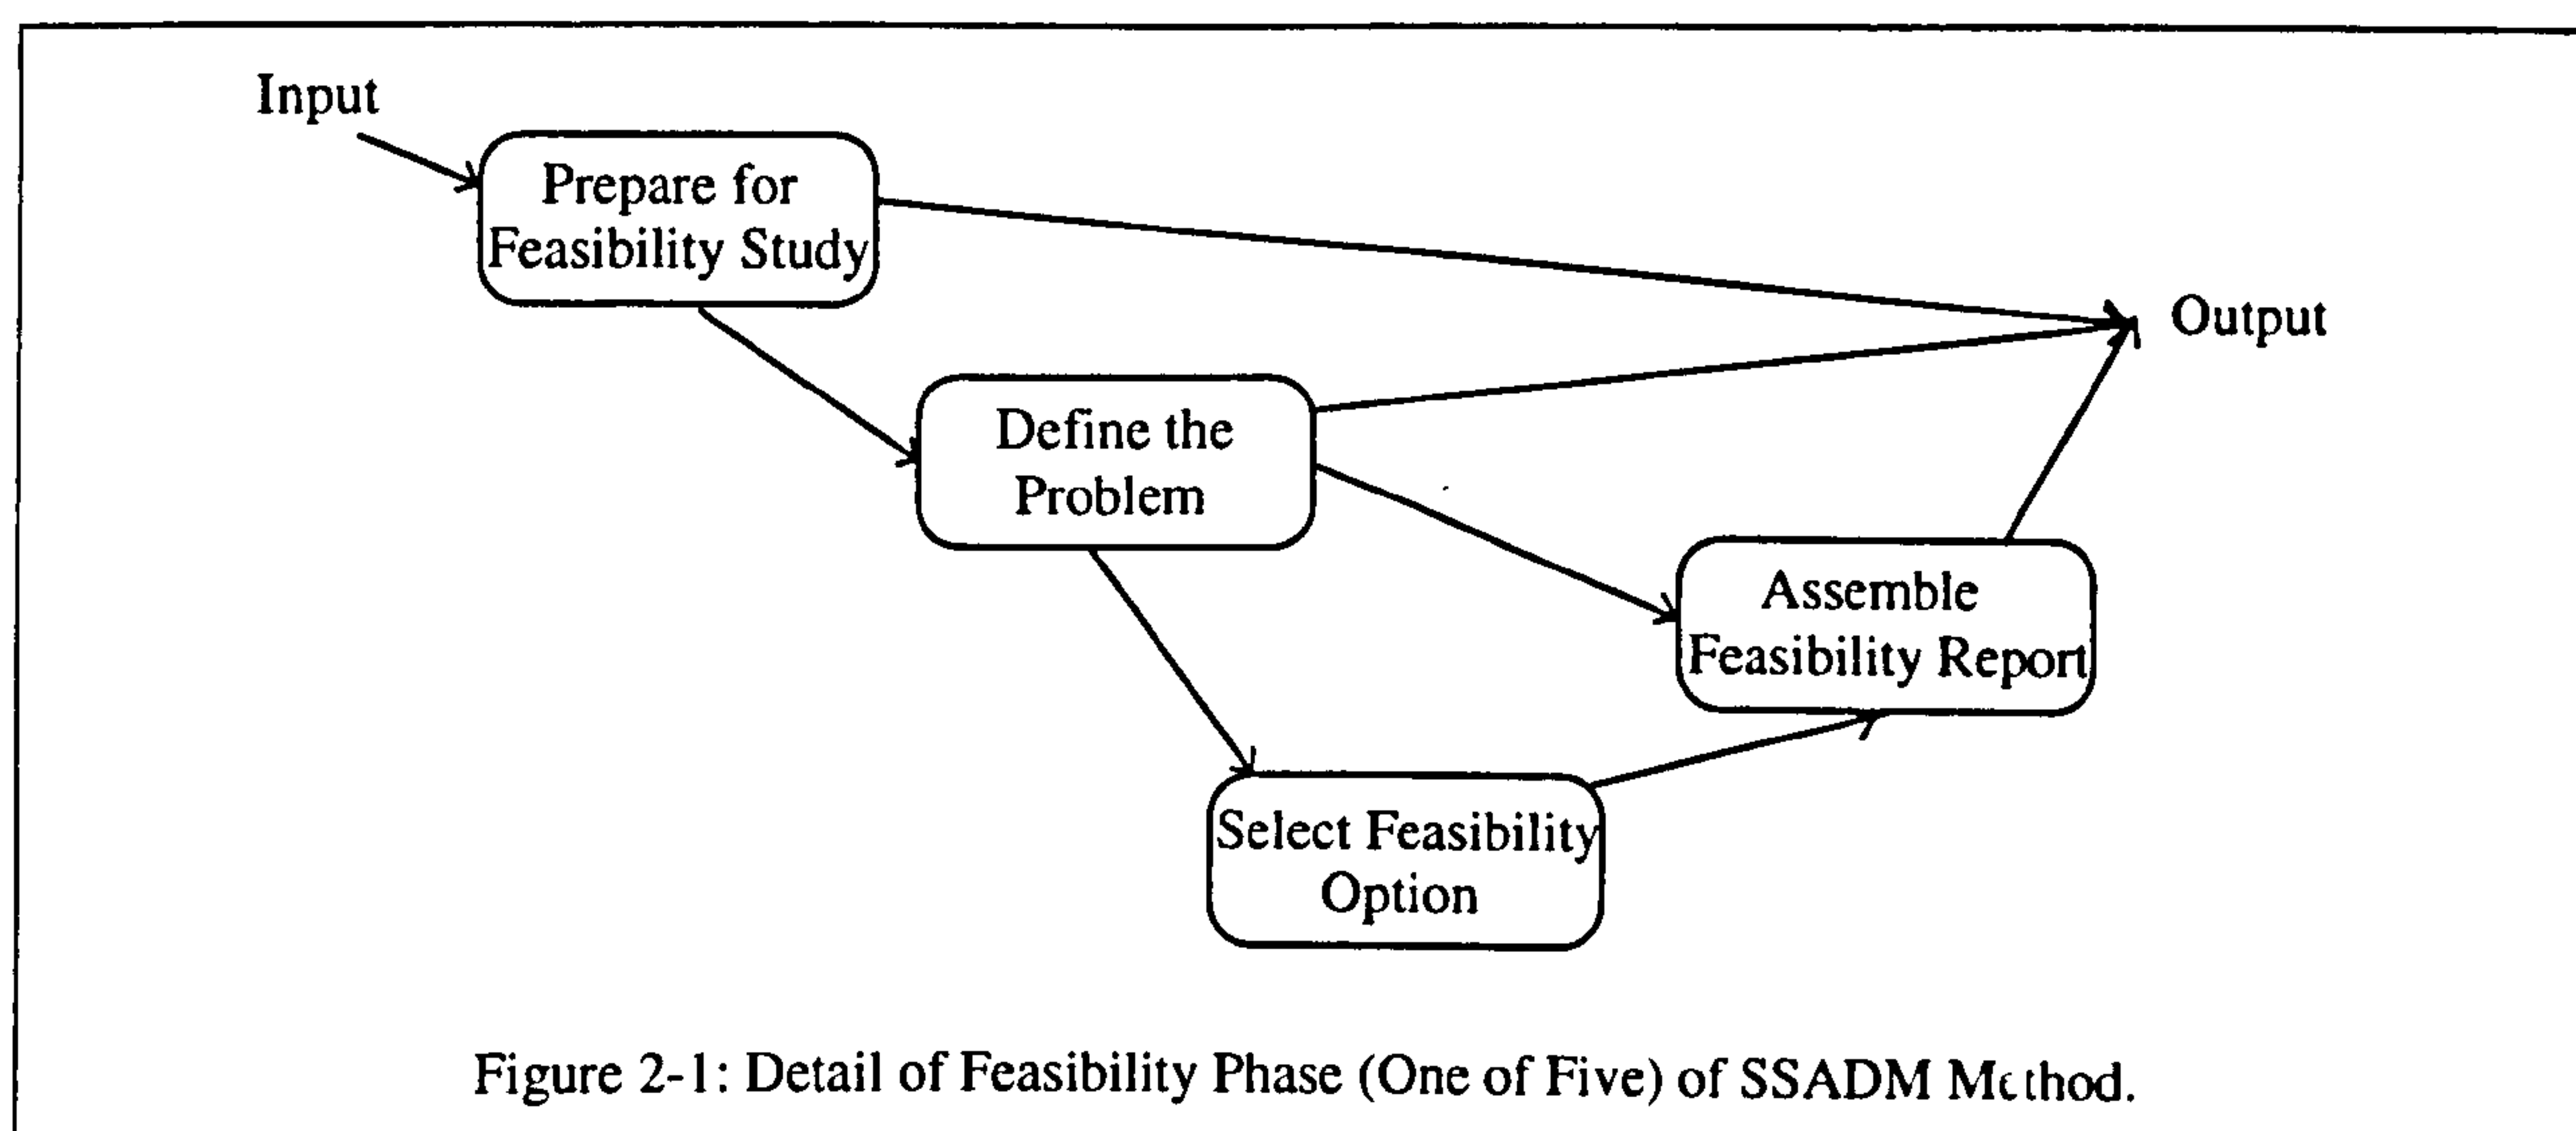 Input
Prepare for
Feasibility Study
Output
Define the
Problem
Assemble
Feasibility Report
Select Feasibility
Option
Figure 2-1: Detail of Feasibility Phase (One of Five) of SSADM Method.